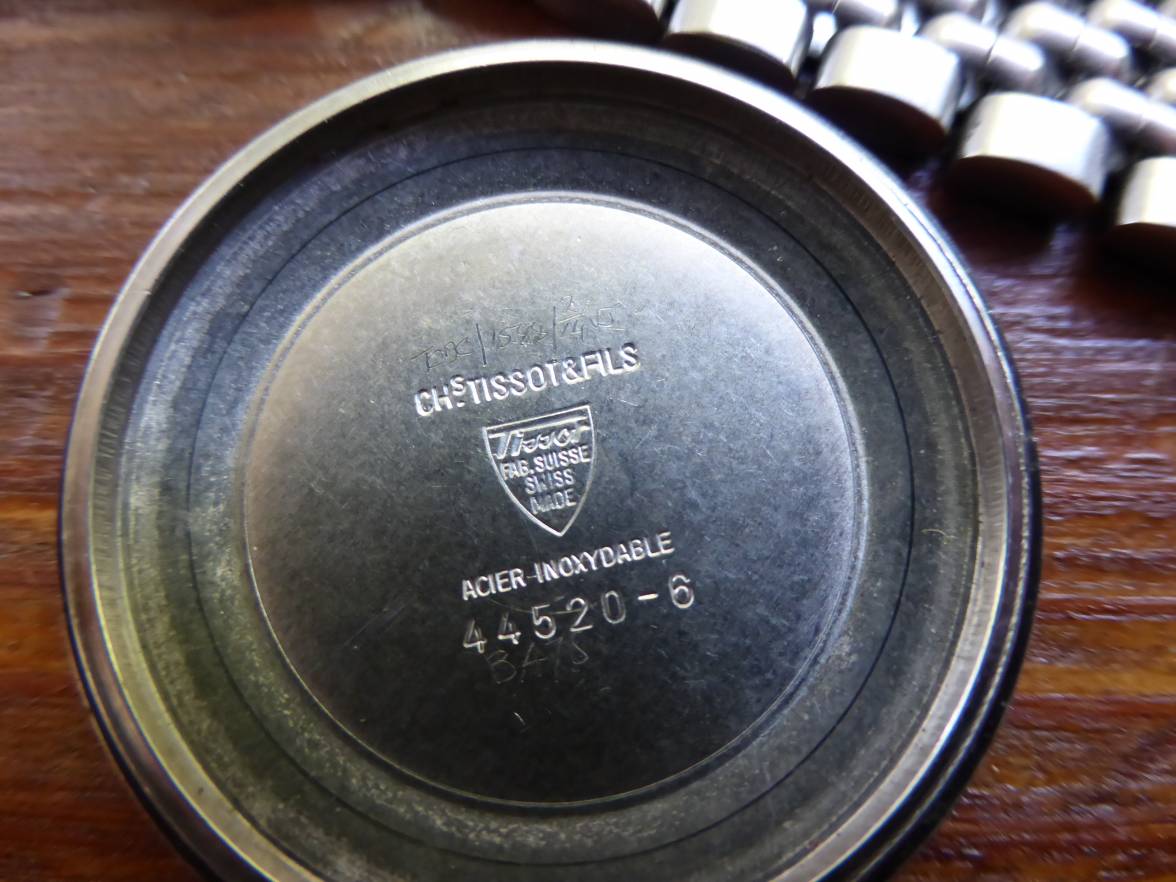 CHS TISSOT&FILS
Tissot
FAB. SUISSE
SWISS
MADE
ACIER-INOXYDABLE
44520-6